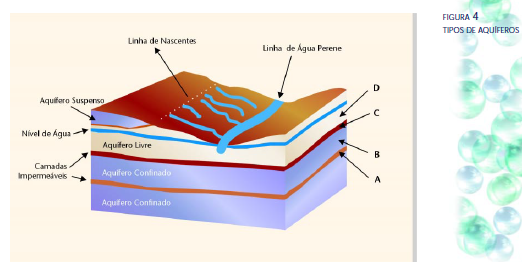 FIGURA 4
TIPOS DE AQUÍFEROS
Linha de Nascentes
Linha de Água Perene
Aquífero Suspenso
Nível de Água
Aquífero Livre
Camadas
Impermeáveis
Aquífero Confinado
Aquífero Confinado
D
C
B
A